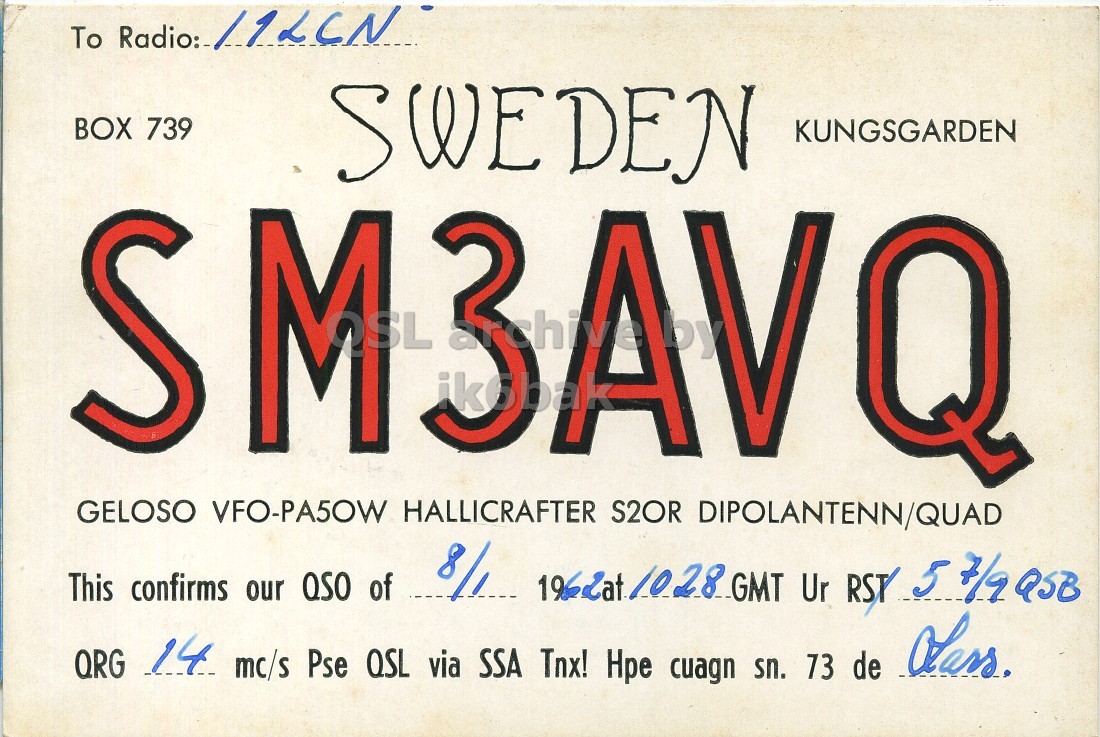 To Radio: I1LCN
SWEDEN
BOX 739 KUNGSGARDEN
SM3AVQ
QSL archive by
ik6bak
GELOSO VFO-PA50W HALLICRAFTER S20R DIPOLANTENN/QUAD
This confirms our QSO of 8/1 1962 at 1028 GMT Ur RST 5 7/9 QSB
QRG 14 mc/s Pse QSL via SSA Tnx! Hpe cuagn sn. 73 de Lars.